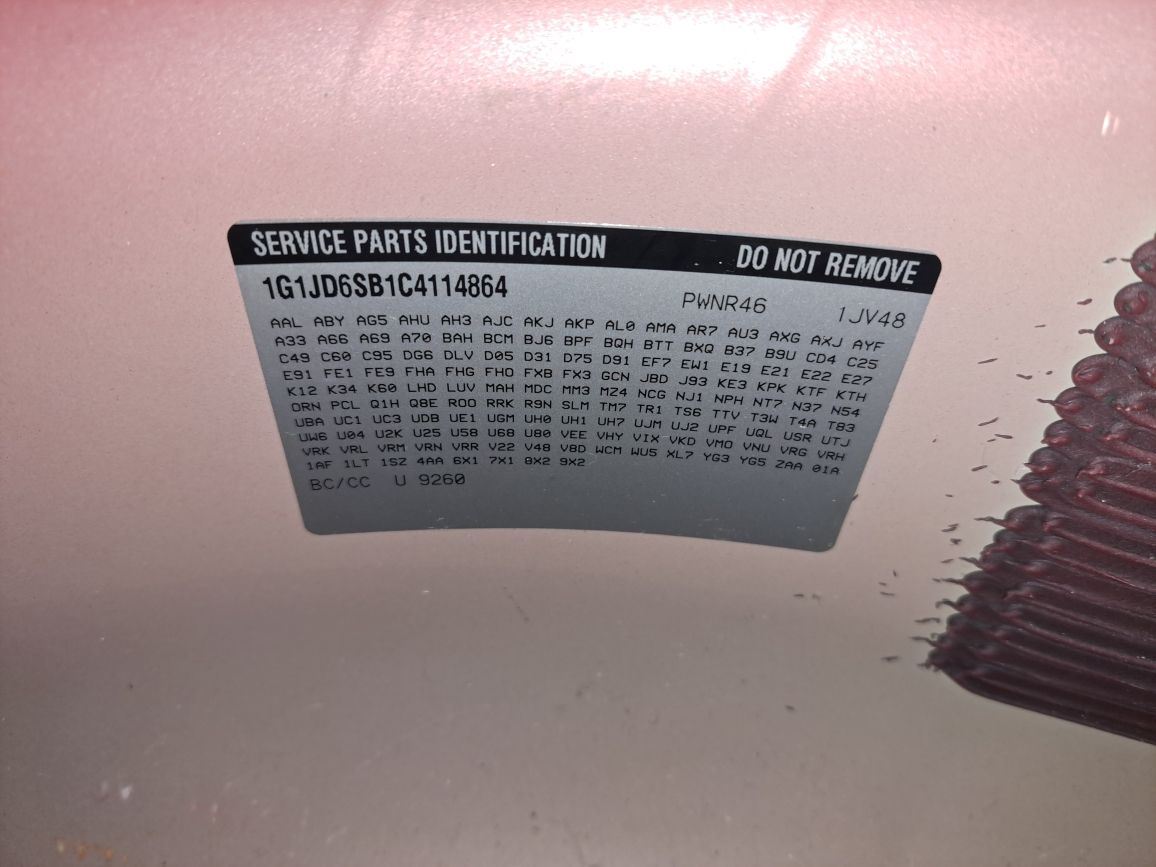 SERVICE PARTS IDENTIFICATION DO NOT REMOVE
1G1JD6SB1C4114864 PWNR46 1JV48
AAL ABY AG5 AHU AH3 AJC AKJ AKP AL0 AMA AR7 AU3 AXG AXJ AYF
A33 A66 A69 A70 BAH BCM BJ6 BPF BQH BTT BXQ B37 B9U CD4 C25
C49 C60 C95 DG6 DLV D05 D31 D75 D91 EF7 EW1 E19 E21 E22 E27
E91 FE1 FE9 FHA FHG FHO FXB FX3 GCN JBD J93 KE3 KPK KTF KTH
K12 K34 K60 LHD LUV MAH MDC MM3 MZ4 NCG NJ1 NPH NT7 N37 N54
ORN PCL Q1H Q8E ROO RRK R9N SLM TM7 TR1 TS6 TTV T3W T4A T83
UBA UC1 UC3 UDB UE1 UGM UH0 UH1 UH7 UJM UJ2 UPF UQL USR UTJ
UW6 U04 U2K U25 U58 U68 U80 VEE VHY VIX VKD VMO VNU VRG VRH
VRK VRL VRM VRN VRR V22 V48 V8D WCM WU5 XL7 YG3 YG5 ZAA 01A
1AF 1LT 1SZ 4AA 6X1 7X1 8X2 9X2
BC/CC U 9260